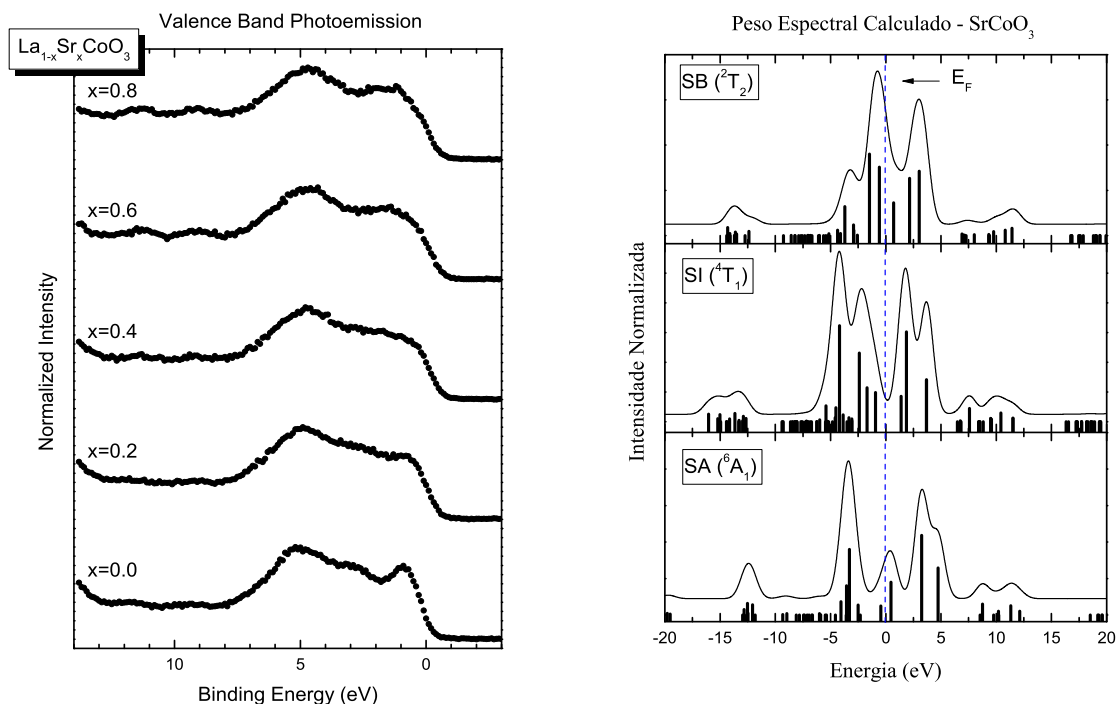 Valence Band Photoemission
La₁₋ₓSrₓCoO₃
x=0.8
x=0.6
x=0.4
x=0.2
x=0.0
Normalized Intensity
10 5 0
Binding Energy (eV)
Peso Espectral Calculado - SrCoO₃
SB (²T₂)
E_F
SI (⁴T₁)
SA (⁶A₁)
Intensidade Normalizada
-20 -15 -10 -5 0 5 10 15 20
Energia (eV)